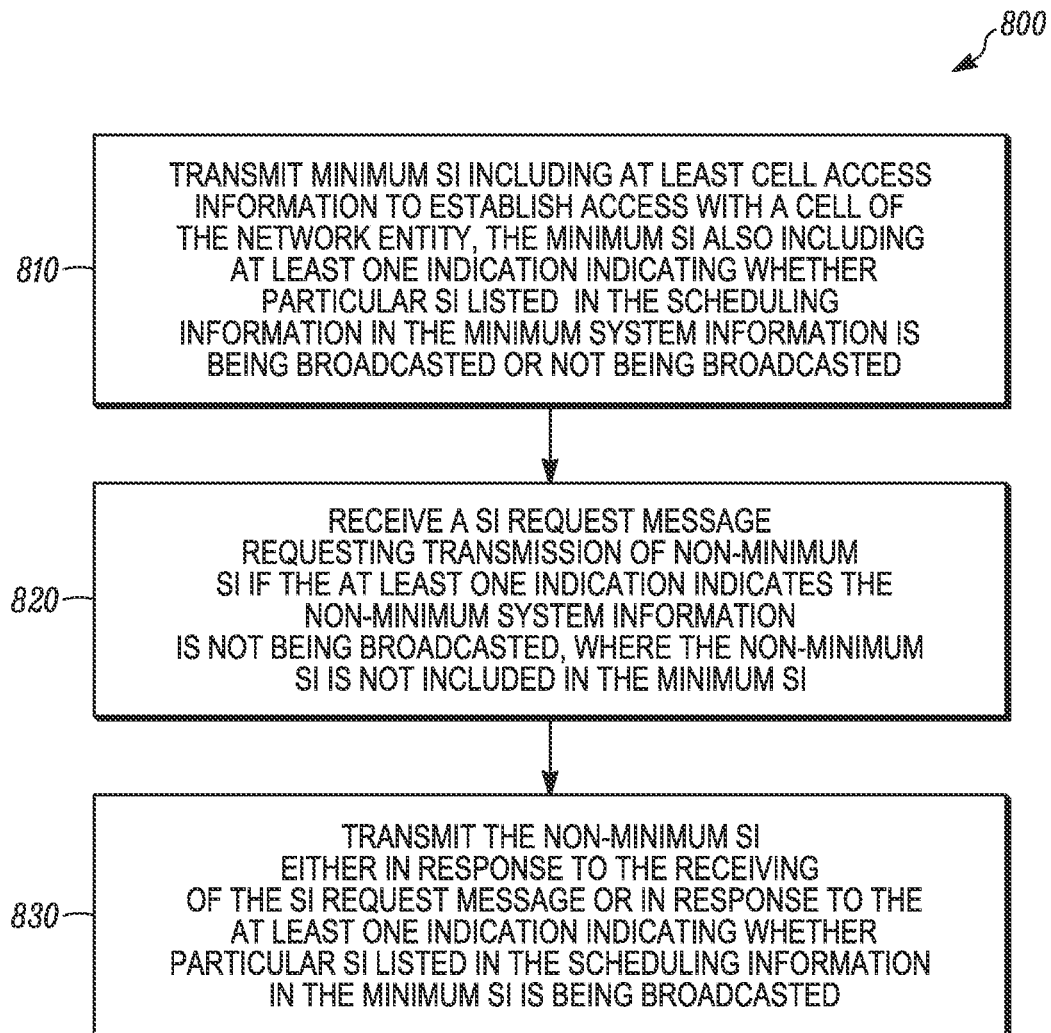 800
TRANSMIT MINIMUM SI INCLUDING AT LEAST CELL ACCESS
INFORMATION TO ESTABLISH ACCESS WITH A CELL OF
THE NETWORK ENTITY, THE MINIMUM SI ALSO INCLUDING
AT LEAST ONE INDICATION INDICATING WHETHER
PARTICULAR SI LISTED IN THE SCHEDULING
INFORMATION IN THE MINIMUM SYSTEM INFORMATION IS
BEING BROADCASTED OR NOT BEING BROADCASTED
810
RECEIVE A SI REQUEST MESSAGE
REQUESTING TRANSMISSION OF NON-MINIMUM
SI IF THE AT LEAST ONE INDICATION INDICATES THE
NON-MINIMUM SYSTEM INFORMATION
IS NOT BEING BROADCASTED, WHERE THE NON-MINIMUM
SI IS NOT INCLUDED IN THE MINIMUM SI
820
TRANSMIT THE NON-MINIMUM SI
EITHER IN RESPONSE TO THE RECEIVING
OF THE SI REQUEST MESSAGE OR IN RESPONSE TO THE
AT LEAST ONE INDICATION INDICATING WHETHER
PARTICULAR SI LISTED IN THE SCHEDULING INFORMATION
IN THE MINIMUM SI IS BEING BROADCASTED
830